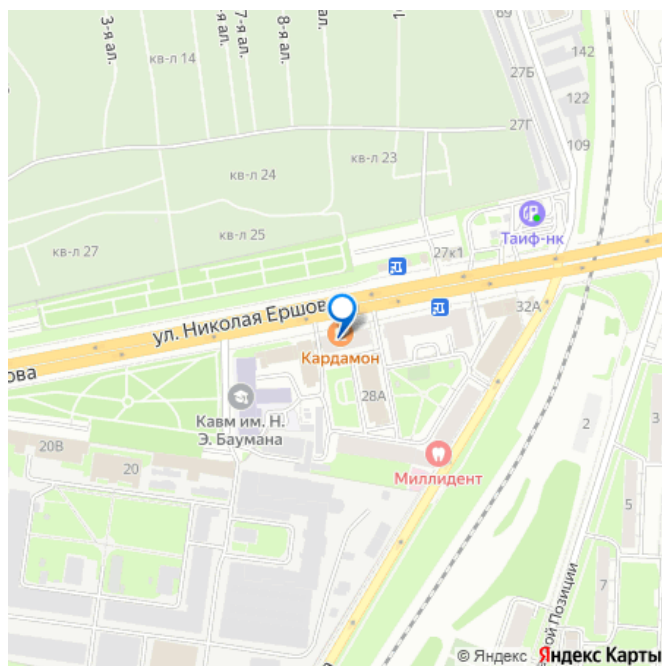 3-я ал.
7-я ал.
8-я ал.
кв-л 14
69
142
27Б
122
27Г
109
кв-л 23
кв-л 24
кв-л 25
кв-л 27
Таиф-нк
27к1
ул. Николая Ершова
32А
Кардамон
28А
Кавм им. Н.
Э. Баумана
20В
20
Миллидент
2
3
5
7
ой Позиции
© Яндекс Яндекс Карты